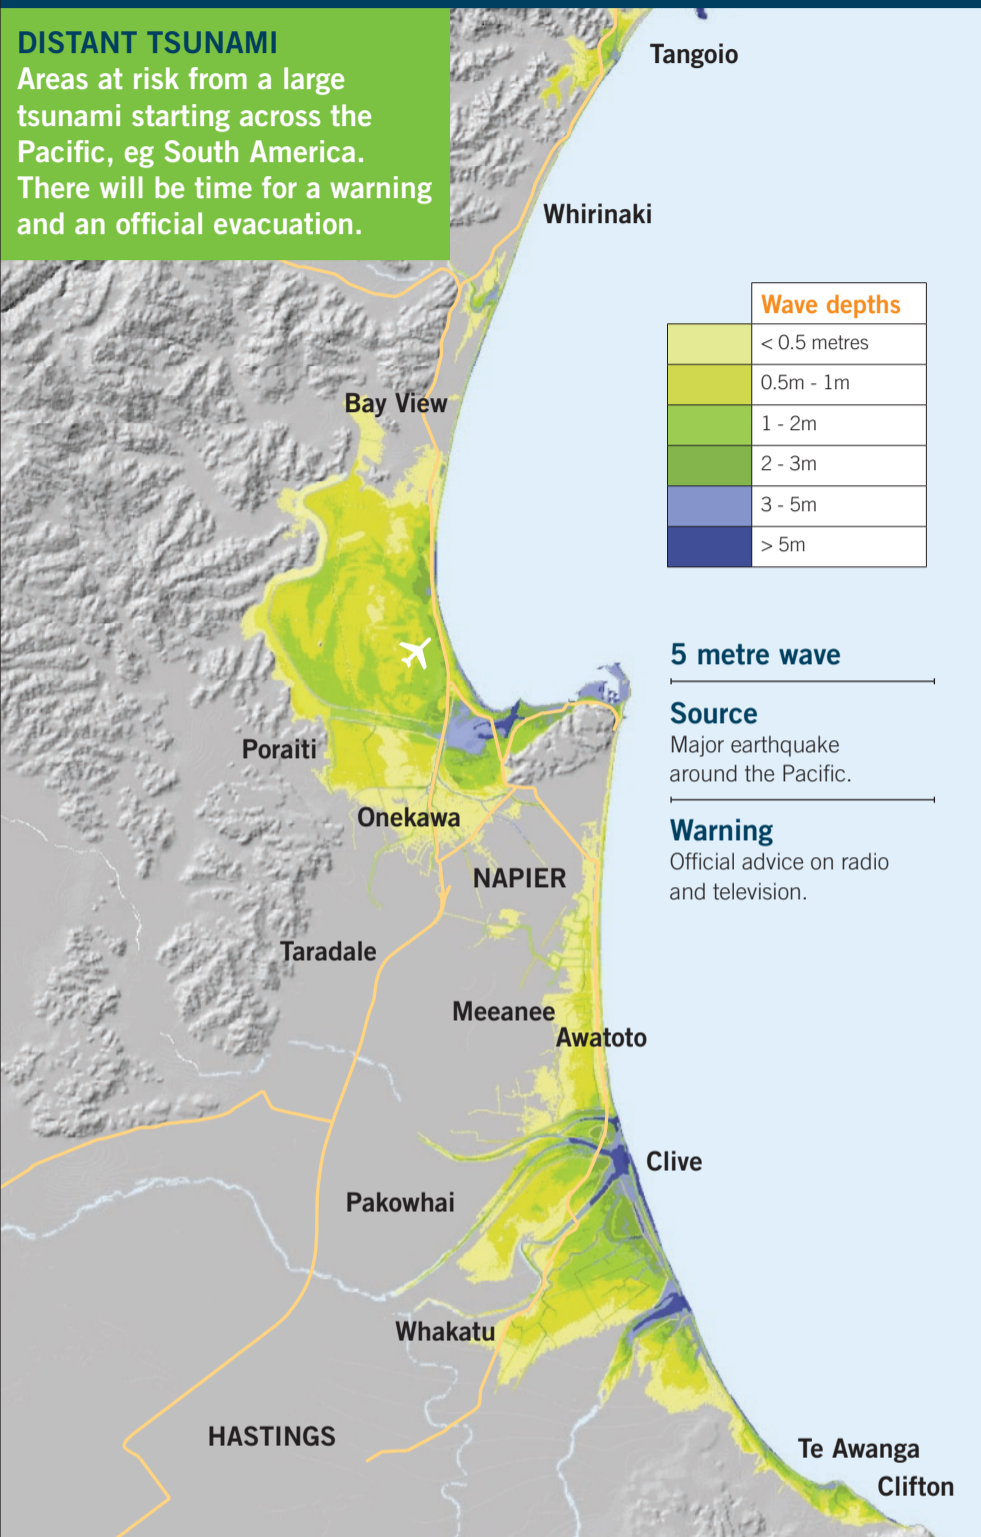 DISTANT TSUNAMI
Areas at risk from a large
tsunami starting across the
Pacific, eg South America.
There will be time for a warning
and an official evacuation.
Tangoio
Whirinaki
Wave depths
< 0.5 metres
0.5m - 1m
1 - 2m
2 - 3m
3 - 5m
> 5m
Bay View
5 metre wave
Source
Major earthquake
around the Pacific.
Warning
Official advice on radio
and television.
Poraiti
Onekawa
NAPIER
Taradale
Meeanee
Awatoto
Clive
Pakowhai
Whakatu
HASTINGS
Te Awanga
Clifton